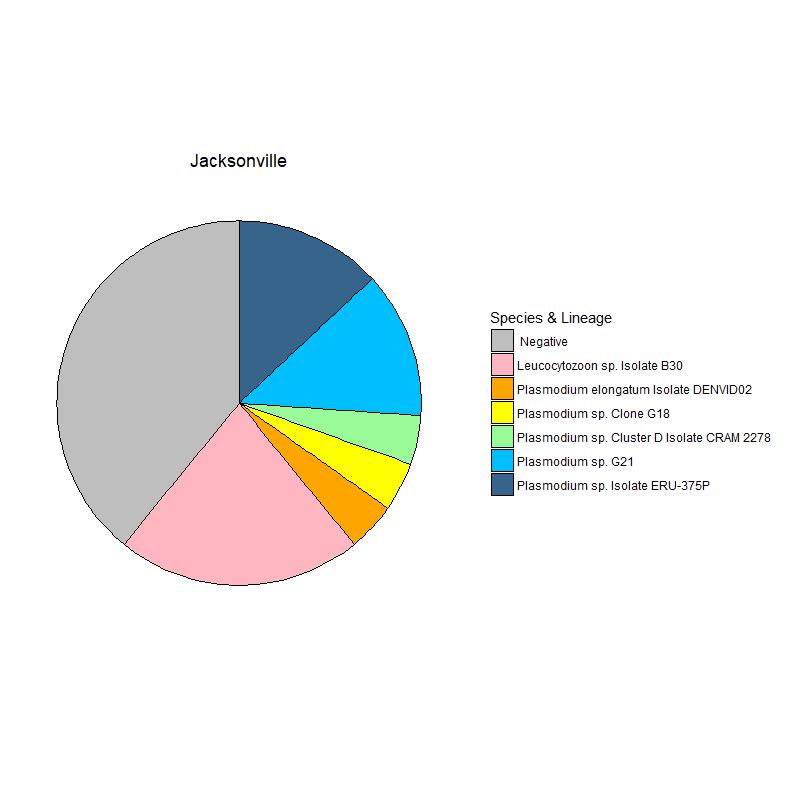 Jacksonville
Species & Lineage
Negative
Leucocytozoon sp. Isolate B30
Plasmodium elongatum Isolate DENVID02
Plasmodium sp. Clone G18
Plasmodium sp. Cluster D Isolate CRAM 2278
Plasmodium sp. G21
Plasmodium sp. Isolate ERU-375P